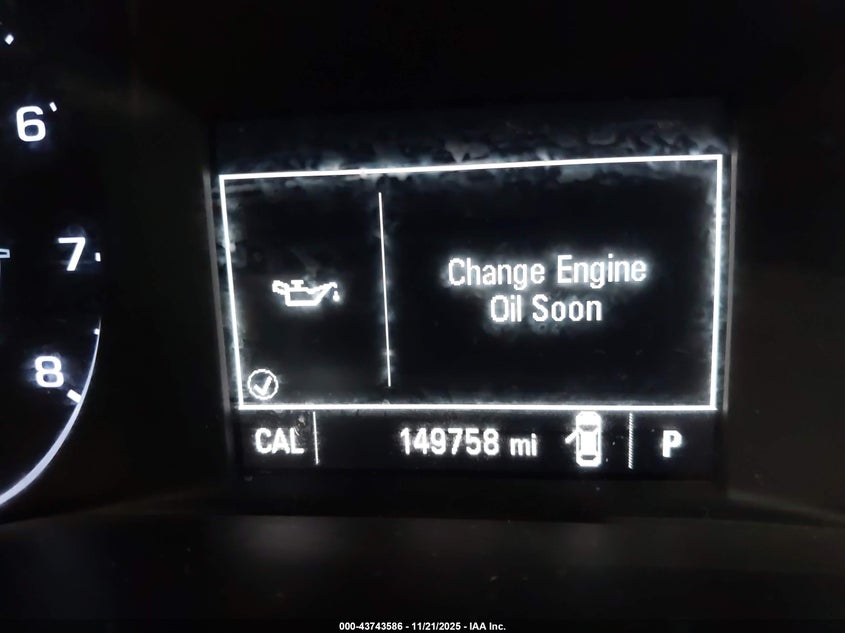 6
7
8
Change Engine
Oil Soon
CAL 149758 mi P
000-43743586 - 11/21/2025 - IAA Inc.